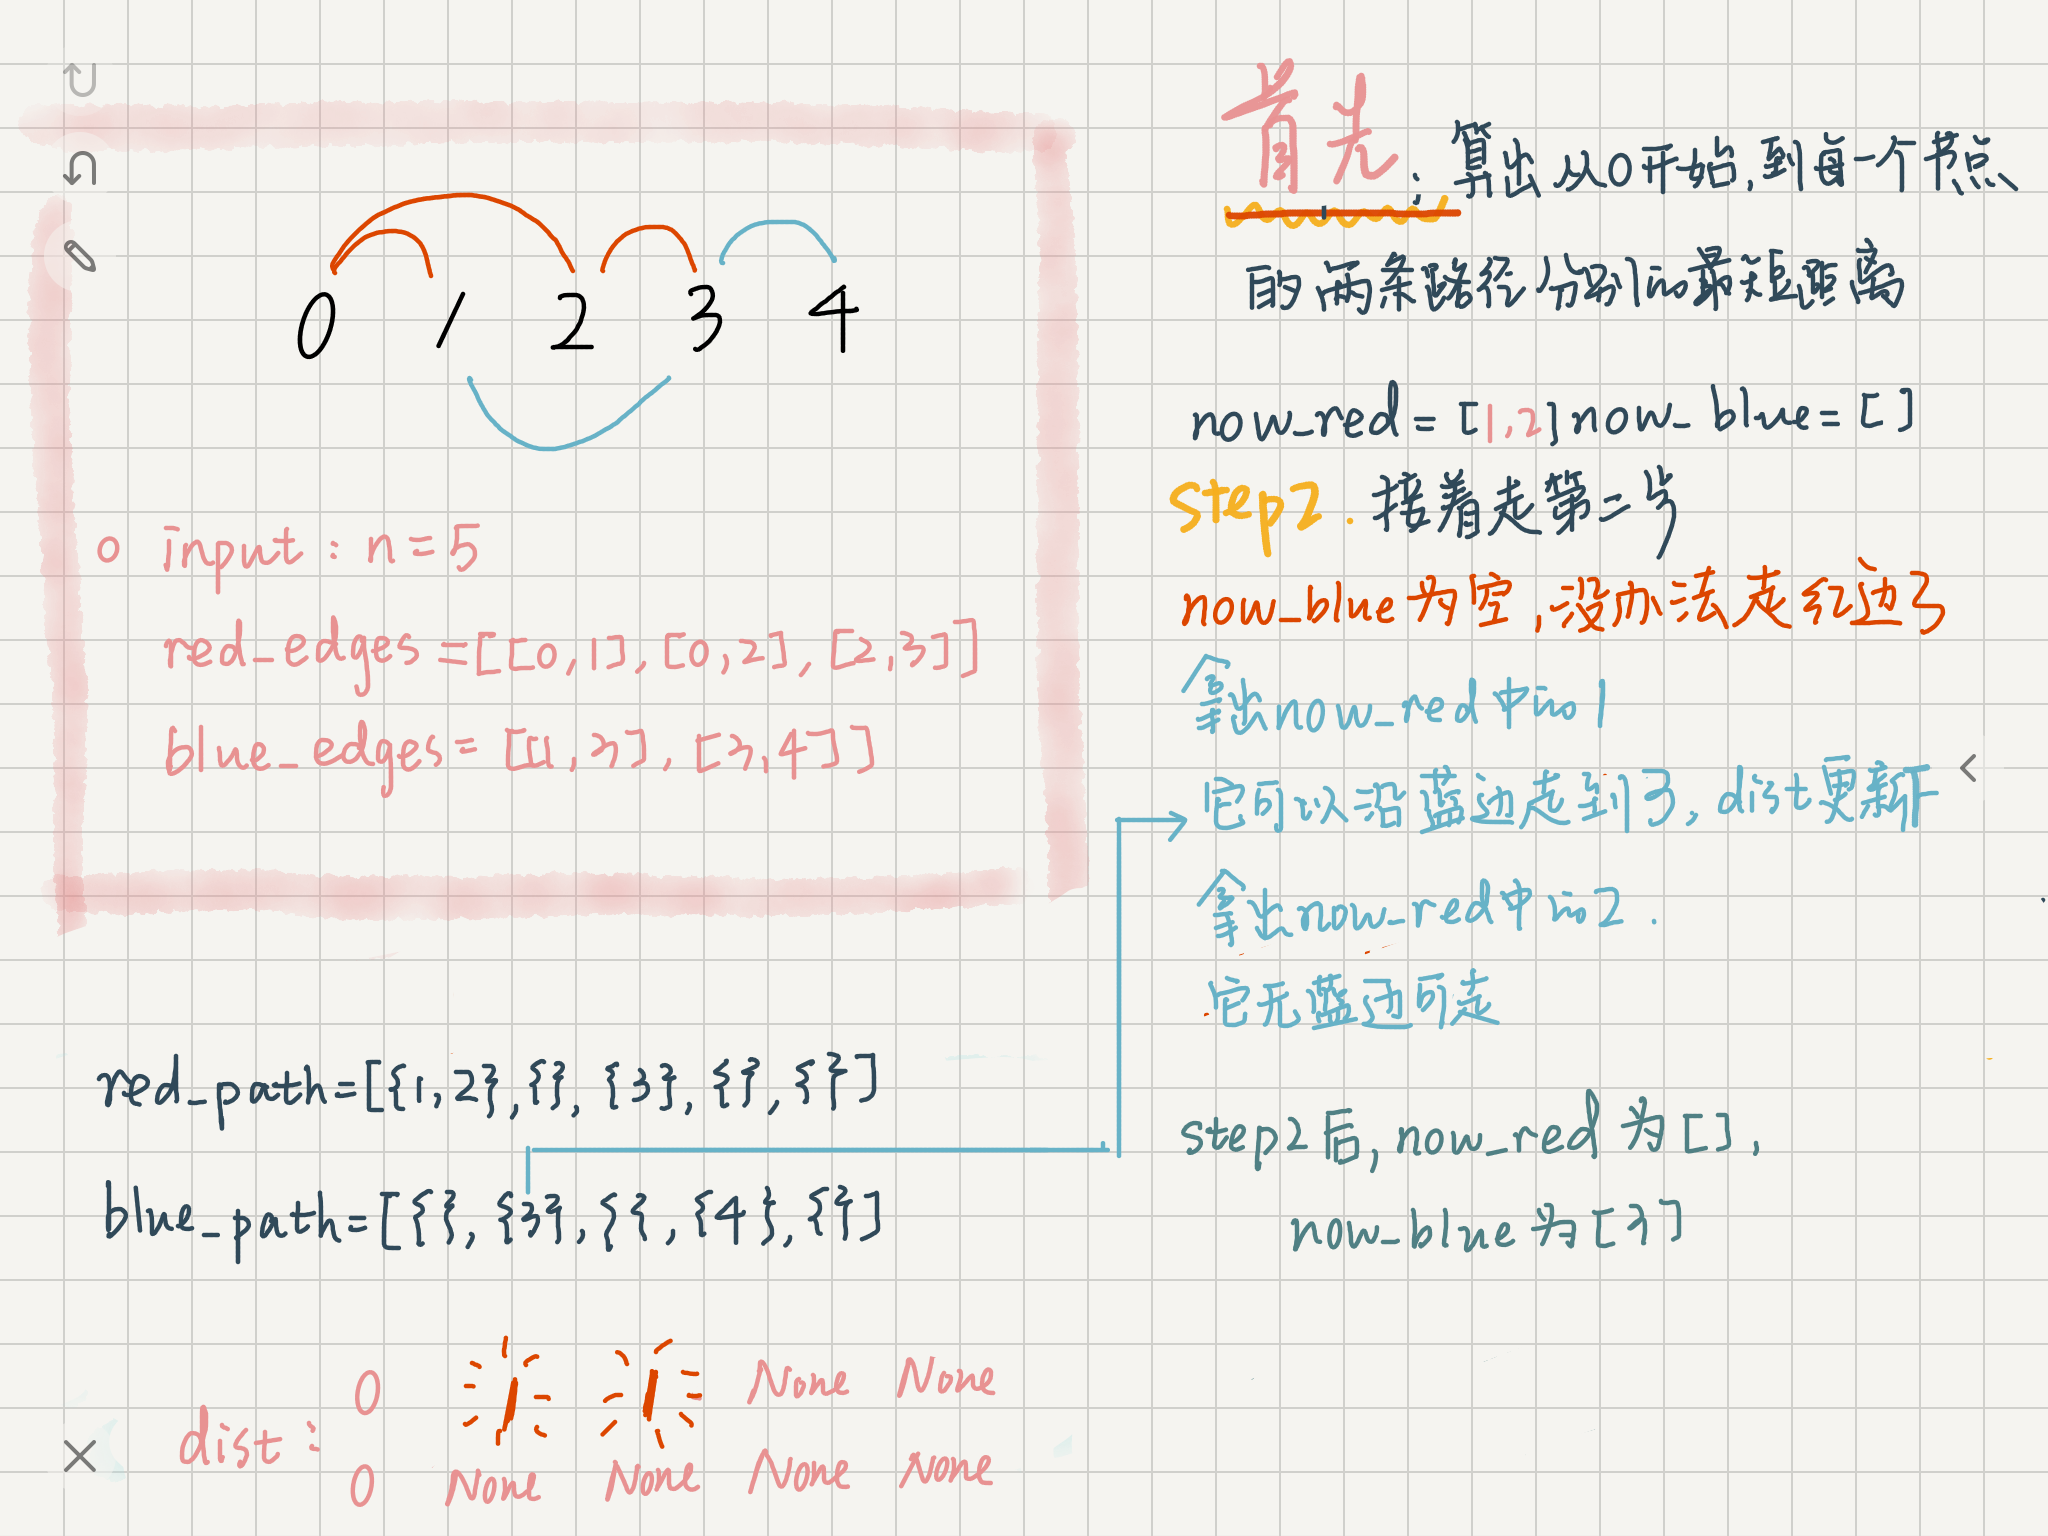 0 1 2 3 4
input : n = 5
red_edges = [[0,1], [0,2], [2,3]]
blue_edges = [[1,3], [3,4]]
red_path=[{1,2},{},{3},{},{}]
blue_path=[{},{3},{},{4},{}]
dist:
0 1 1 None None
0 None None None None
首先: 算出从0开始,到每一个节点
的两条路径分别的最短距离
now_red = [1,2] now_blue = []
step2. 接着走第二步
now_blue为空,没办法走红边了
拿出now_red中的1
它可以沿蓝边走到3, dist更新下
拿出now_red中的2.
它无蓝边可走
step2后, now_red为[],
now_blue为[3]